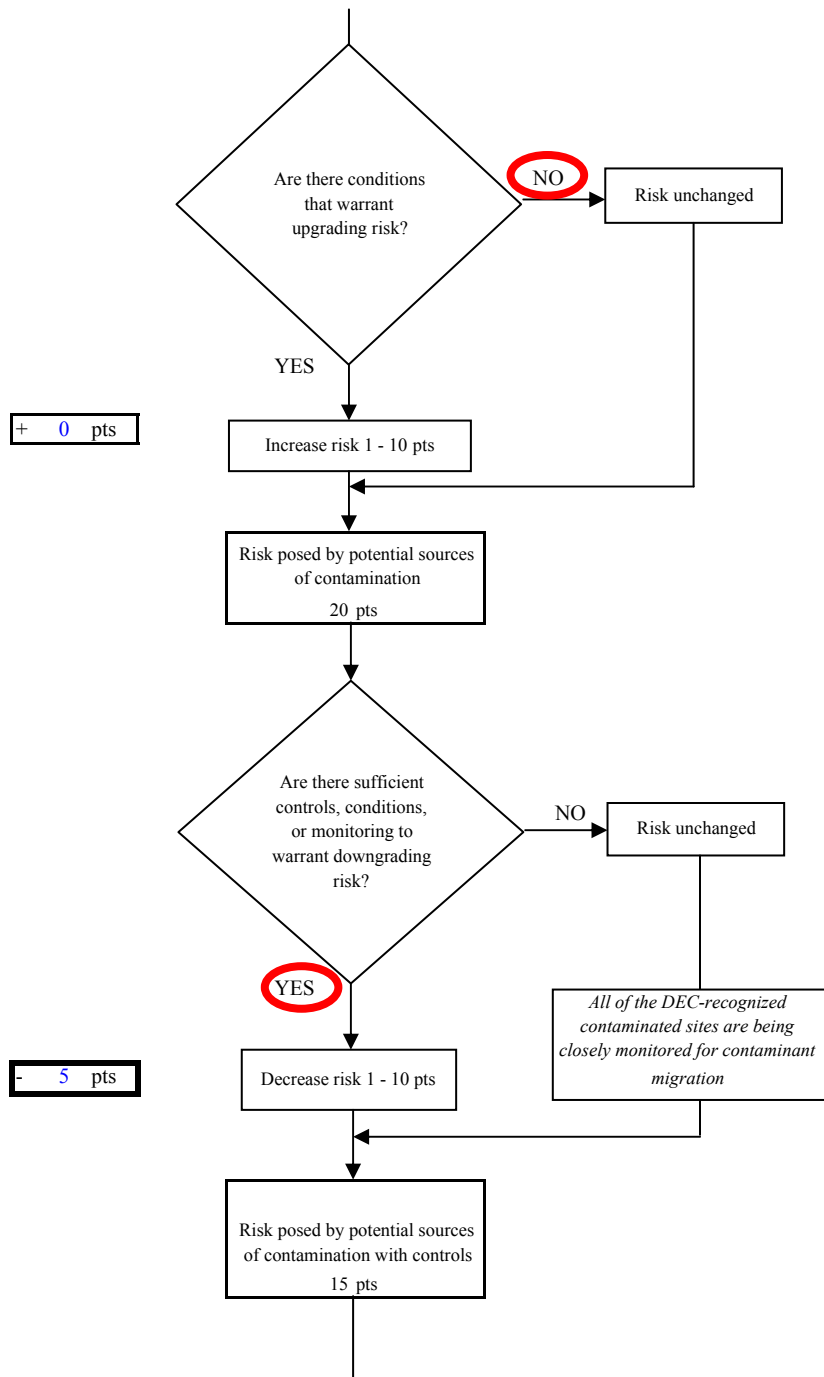 Are there conditions
that warrant
upgrading risk?
NO
Risk unchanged
YES
+ 0 pts
Increase risk 1 - 10 pts
Risk posed by potential sources
of contamination
20 pts
Are there sufficient
controls, conditions,
or monitoring to
warrant downgrading
risk?
NO
Risk unchanged
YES
All of the DEC-recognized
contaminated sites are being
closely monitored for contaminant
migration
- 5 pts
Decrease risk 1 - 10 pts
Risk posed by potential sources
of contamination with controls
15 pts